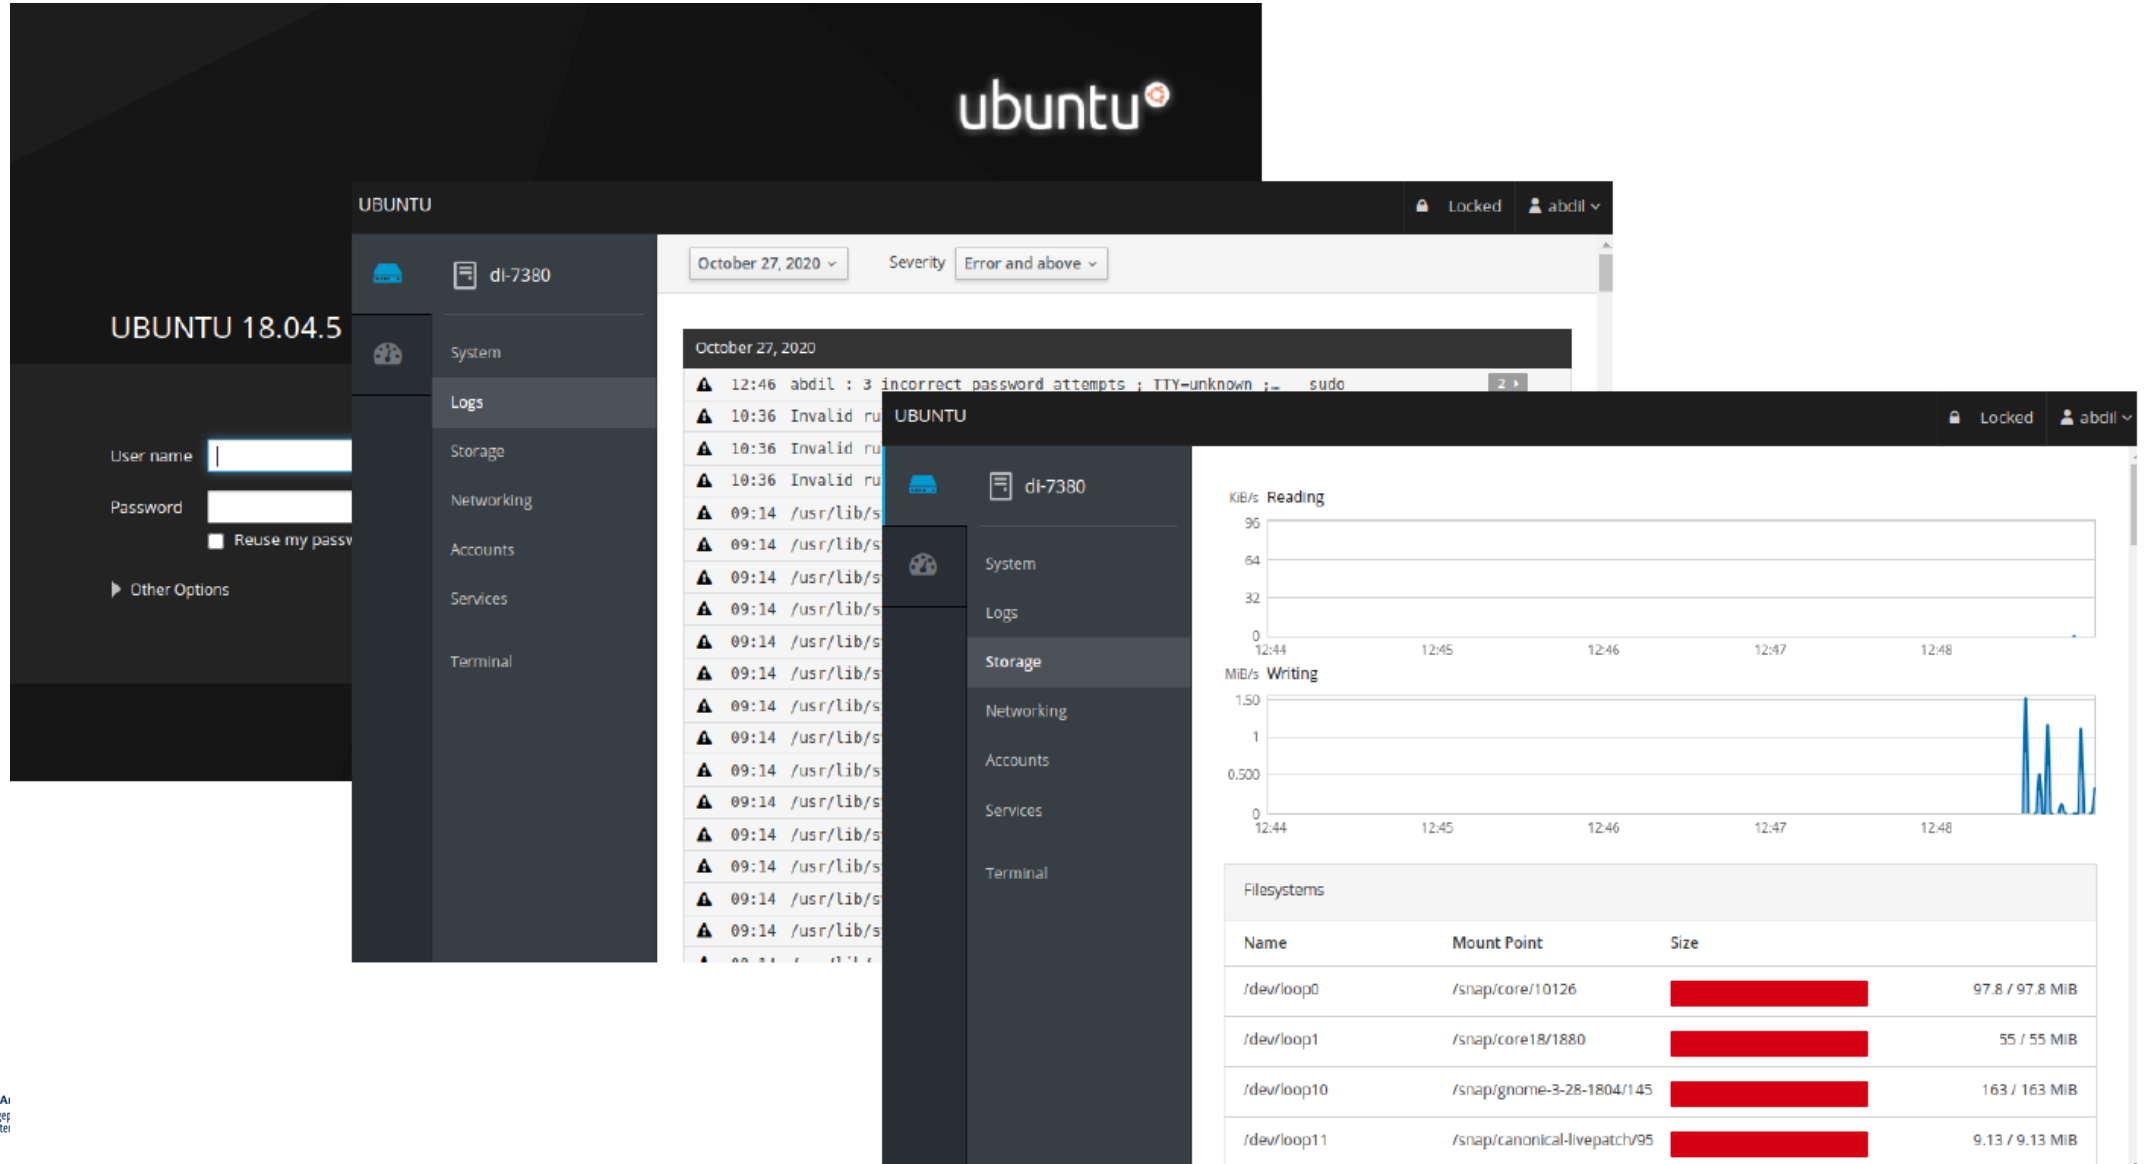 ubuntu
UBUNTU 18.04.5
User name
Password
Reuse my passw
Other Options
UBUNTU
Locked
abdil
di-7380
System
Logs
Storage
Networking
Accounts
Services
Terminal
October 27, 2020
Severity
Error and above
October 27, 2020
12:46 abdil : 3 incorrect password attempts ; TTY=unknown ;… sudo 2
10:36 Invalid ru
10:36 Invalid ru
10:36 Invalid ru
09:14 /usr/lib/s
09:14 /usr/lib/s
09:14 /usr/lib/s
09:14 /usr/lib/s
09:14 /usr/lib/s
09:14 /usr/lib/s
09:14 /usr/lib/s
09:14 /usr/lib/s
09:14 /usr/lib/s
09:14 /usr/lib/s
09:14 /usr/lib/s
09:14 /usr/lib/s
09:14 /usr/lib/s
09:14 /usr/lib/s
UBUNTU
Locked
abdil
di-7380
System
Logs
Storage
Networking
Accounts
Services
Terminal
KiB/s Reading
96
64
32
0
12:44 12:45 12:46 12:47 12:48
MiB/s Writing
1.50
1
0.500
0
12:44 12:45 12:46 12:47 12:48
Filesystems
Name Mount Point Size
/dev/loop0 /snap/core/10126 97.8 / 97.8 MiB
/dev/loop1 /snap/core18/1880 55 / 55 MiB
/dev/loop10 /snap/gnome-3-28-1804/145 163 / 163 MiB
/dev/loop11 /snap/canonical-livepatch/95 9.13 / 9.13 MiB